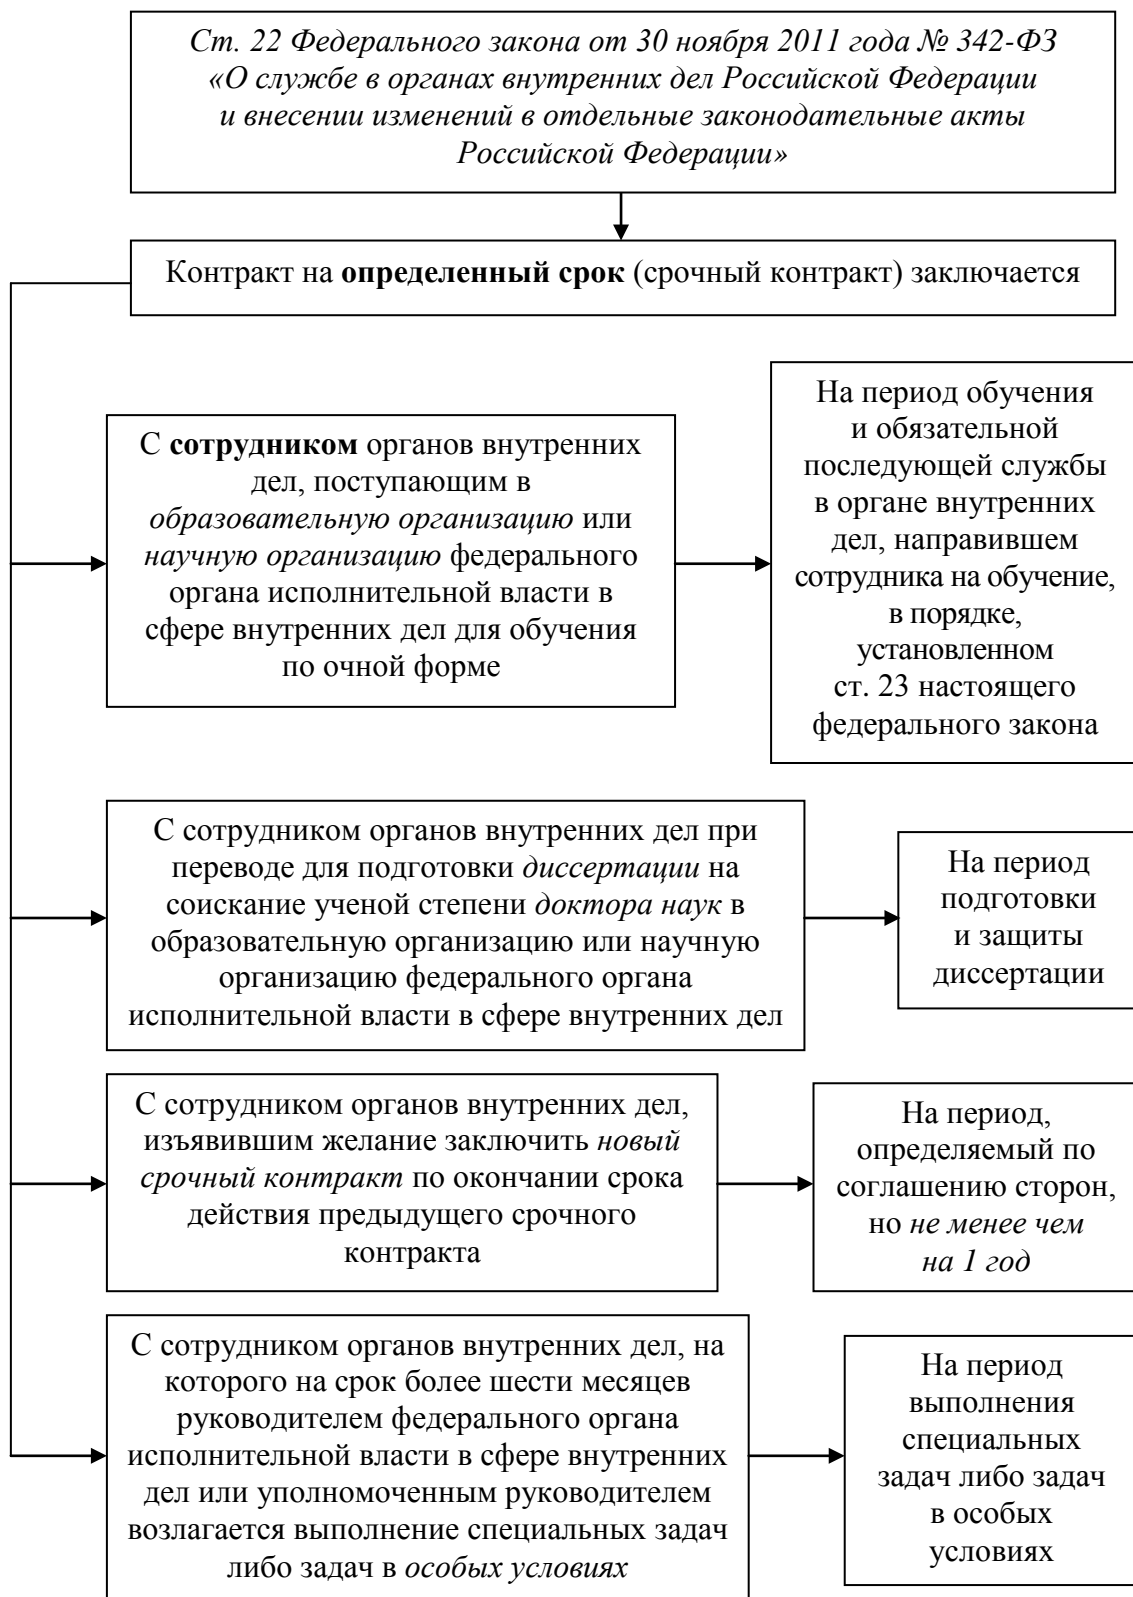 Ст. 22 Федерального закона от 30 ноября 2011 года № 342-ФЗ
«О службе в органах внутренних дел Российской Федерации
и внесении изменений в отдельные законодательные акты
Российской Федерации»
Контракт на определенный срок (срочный контракт) заключается
С сотрудником органов внутренних
дел, поступающим в
образовательную организацию или
научную организацию федерального
органа исполнительной власти в
сфере внутренних дел для обучения
по очной форме
На период обучения
и обязательной
последующей службы
в органе внутренних
дел, направившем
сотрудника на обучение,
в порядке,
установленном
ст. 23 настоящего
федерального закона
С сотрудником органов внутренних дел при
переводе для подготовки диссертации на
соискание ученой степени доктора наук в
образовательную организацию или научную
организацию федерального органа
исполнительной власти в сфере внутренних дел
На период
подготовки
и защиты
диссертации
С сотрудником органов внутренних дел,
изъявившим желание заключить новый
срочный контракт по окончании срока
действия предыдущего срочного
контракта
На период,
определяемый по
соглашению сторон,
но не менее чем
на 1 год
С сотрудником органов внутренних дел, на
которого на срок более шести месяцев
руководителем федерального органа
исполнительной власти в сфере внутренних
дел или уполномоченным руководителем
возлагается выполнение специальных задач
либо задач в особых условиях
На период
выполнения
специальных
задач либо задач
в особых
условиях